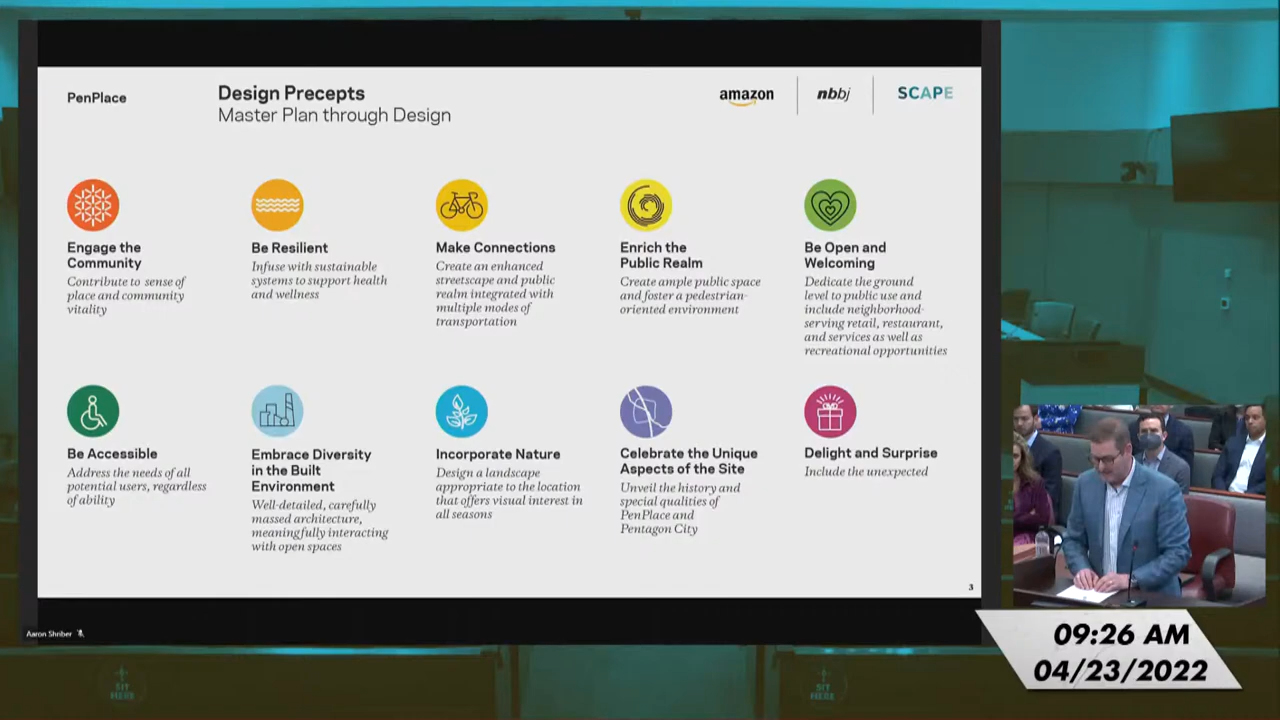 PenPlace
Design Precepts
Master Plan through Design
amazon
nbbj
SCAPE
Engage the
Community
Contribute to sense of
place and community
vitality
Be Resilient
Infuse with sustainable
systems to support health
and wellness
Make Connections
Create an enhanced
streetscape and public
realm integrated with
multiple modes of
transportation
Enrich the
Public Realm
Create ample public space
and foster a pedestrian-
oriented environment
Be Open and
Welcoming
Dedicate the ground
level to public use and
include neighborhood-
serving retail, restaurant,
and services as well as
recreational opportunities
Be Accessible
Address the needs of all
potential users, regardless
of ability
Embrace Diversity
in the Built
Environment
Well-detailed, carefully
massed architecture,
meaningfully interacting
with open spaces
Incorporate Nature
Design a landscape
appropriate to the location
that offers visual interest in
all seasons
Celebrate the Unique
Aspects of the Site
Unveil the history and
special qualities of
PenPlace and
Pentagon City
Delight and Surprise
Include the unexpected
3
Aaron Shriber
09:26 AM
04/23/2022
SIT
HERE
SIT
HERE